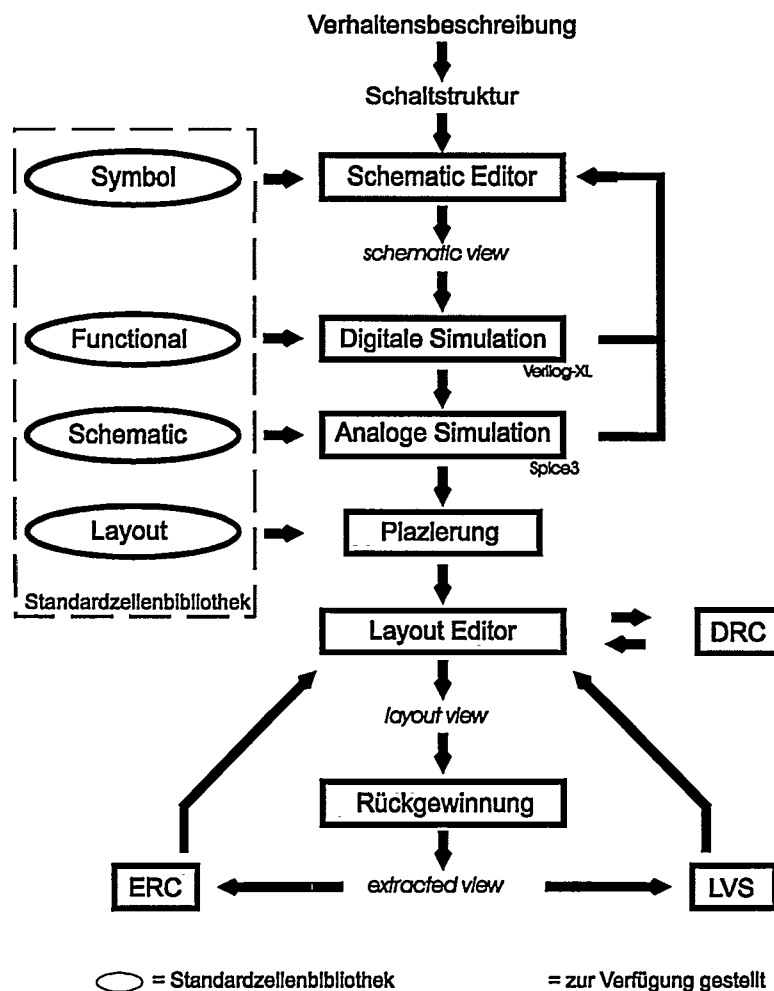 Verhaltensbeschreibung
Schaltstruktur
Symbol
Schematic Editor
schematic view
Functional
Digitale Simulation
Verilog-XL
Schematic
Analoge Simulation
Spice3
Layout
Plazierung
Standardzellenbibliothek
Layout Editor
DRC
layout view
Rückgewinnung
ERC
extracted view
LVS
= Standardzellenbibliothek
= zur Verfügung gestellt